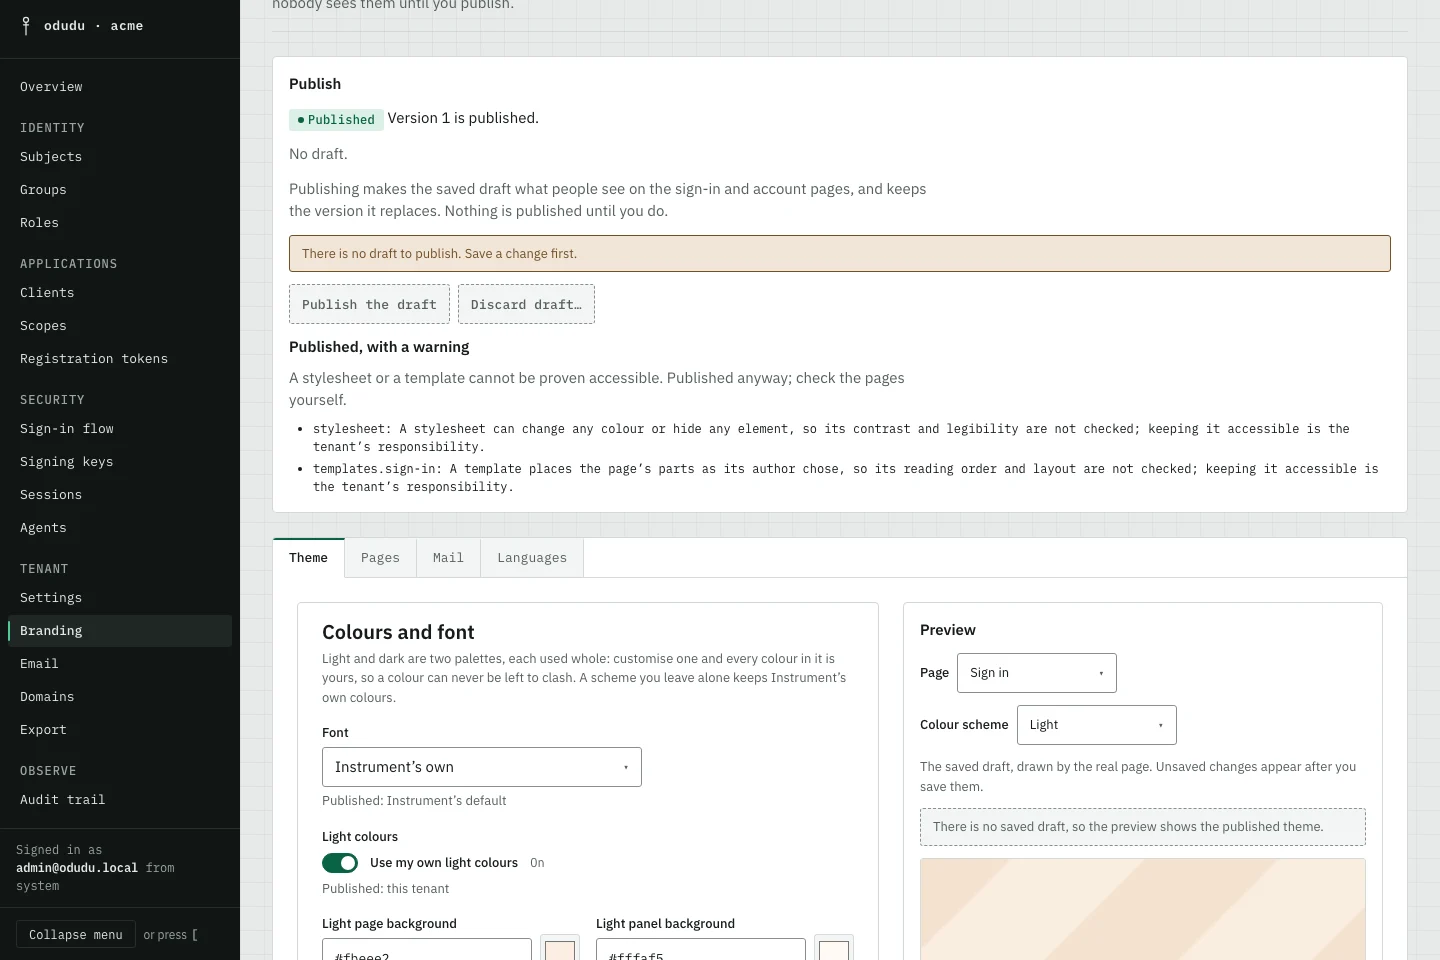 nobody sees them until you publish.
odudu · acme
Overview
IDENTITY
Subjects
Groups
Roles
APPLICATIONS
Clients
Scopes
Registration tokens
SECURITY
Sign-in flow
Signing keys
Sessions
Agents
TENANT
Settings
Branding
Email
Domains
Export
OBSERVE
Audit trail
Signed in as
admin@odudu.local from
system
Collapse menu or press [
Publish
Published Version 1 is published.
No draft.
Publishing makes the saved draft what people see on the sign-in and account pages, and keeps
the version it replaces. Nothing is published until you do.
There is no draft to publish. Save a change first.
Publish the draft Discard draft…
Published, with a warning
A stylesheet or a template cannot be proven accessible. Published anyway; check the pages
yourself.
• stylesheet: A stylesheet can change any colour or hide any element, so its contrast and legibility are not checked; keeping it accessible is the
tenant’s responsibility.
• templates.sign-in: A template places the page’s parts as its author chose, so its reading order and layout are not checked; keeping it accessible is
the tenant’s responsibility.
Theme Pages Mail Languages
Colours and font
Light and dark are two palettes, each used whole: customise one and every colour in it is
yours, so a colour can never be left to clash. A scheme you leave alone keeps Instrument’s
own colours.
Font
Instrument’s own
Published: Instrument’s default
Light colours
Use my own light colours On
Published: this tenant
Light page background Light panel background
#fbeee2 #fffaf5
Preview
Page Sign in
Colour scheme Light
The saved draft, drawn by the real page. Unsaved changes appear after you
save them.
There is no saved draft, so the preview shows the published theme.